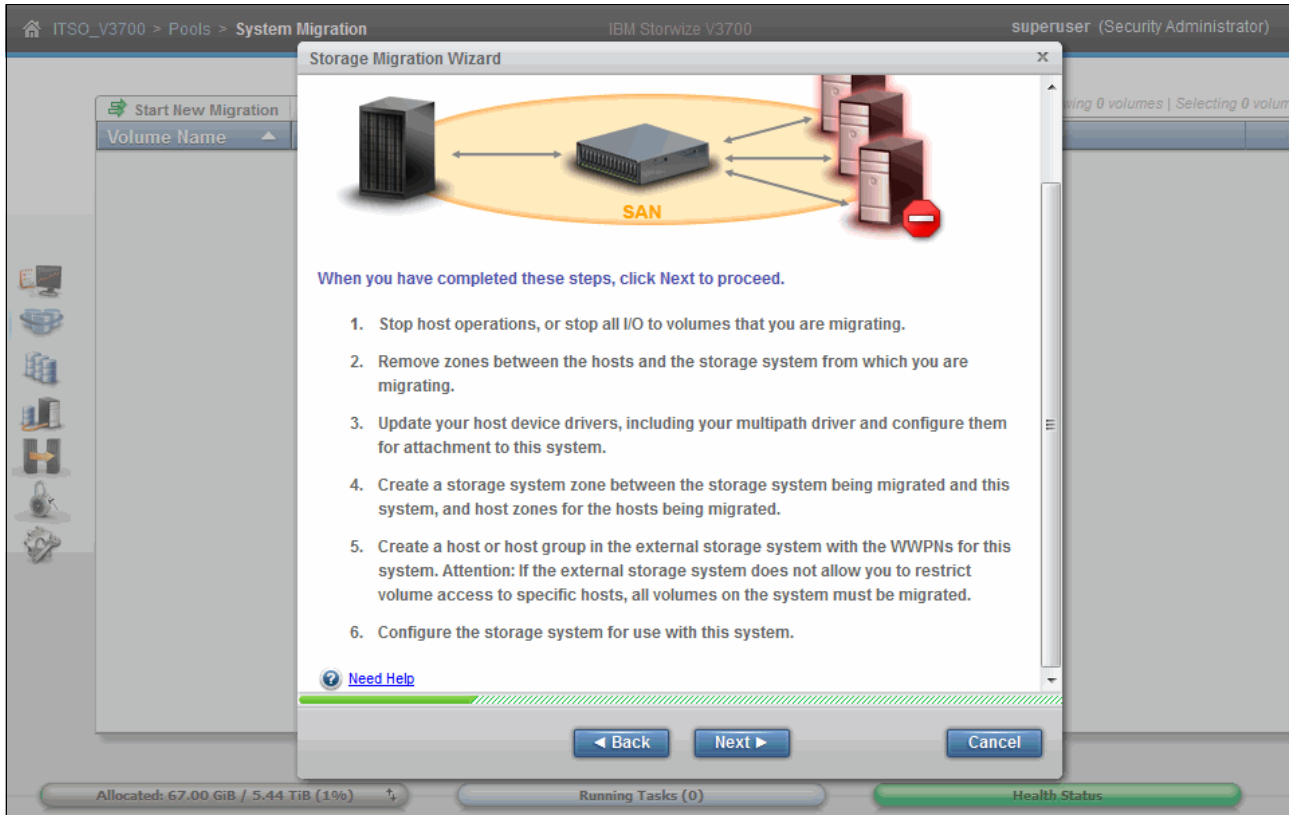 ITSO_V3700 > Pools > System Migration
IBM Storwize V3700
superuser (Security Administrator)
Storage Migration Wizard
x
Start New Migration
wing 0 volumes | Selecting 0 volum
Volume Name
SAN
When you have completed these steps, click Next to proceed.
1. Stop host operations, or stop all I/O to volumes that you are migrating.
2. Remove zones between the hosts and the storage system from which you are
migrating.
3. Update your host device drivers, including your multipath driver and configure them
for attachment to this system.
4. Create a storage system zone between the storage system being migrated and this
system, and host zones for the hosts being migrated.
5. Create a host or host group in the external storage system with the WWPNs for this
system. Attention: If the external storage system does not allow you to restrict
volume access to specific hosts, all volumes on the system must be migrated.
6. Configure the storage system for use with this system.
Need Help
Back
Next
Cancel
Allocated: 67.00 GiB / 5.44 TiB (1%)
Running Tasks (0)
Health Status